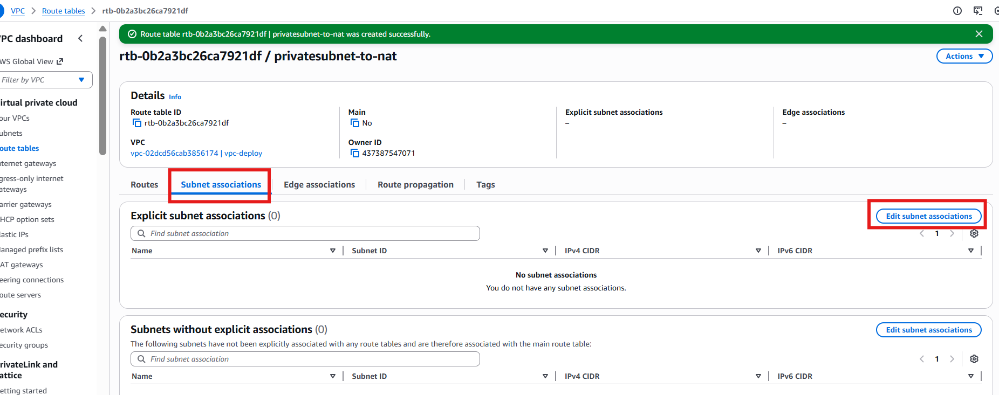 VPC > Route tables > rtb-0b2a3bc26ca7921df
Route table rtb-0b2a3bc26ca7921df | privatesubnet-to-nat was created successfully.
PC dashboard
WS Global View
Filter by VPC
irtual private cloud
our VPCs
ubnets
oute tables
nternet gateways
gress-only internet
ateways
arrier gateways
HCP option sets
lastic IPs
anaged prefix lists
AT gateways
eering connections
oute servers
ecurity
etwork ACLs
ecurity groups
rivateLink and
attice
etting started
rtb-0b2a3bc26ca7921df / privatesubnet-to-nat
Actions
Details Info
Route table ID
rtb-0b2a3bc26ca7921df
Main
No
Explicit subnet associations
–
Edge associations
–
VPC
vpc-02dcd56cab3856174 | vpc-deploy
Owner ID
437387547071
Routes Subnet associations Edge associations Route propagation Tags
Explicit subnet associations (0)
Edit subnet associations
Find subnet association
1
Name Subnet ID IPv4 CIDR IPv6 CIDR
No subnet associations
You do not have any subnet associations.
Subnets without explicit associations (0)
Edit subnet associations
The following subnets have not been explicitly associated with any route tables and are therefore associated with the main route table:
Find subnet association
1
Name Subnet ID IPv4 CIDR IPv6 CIDR